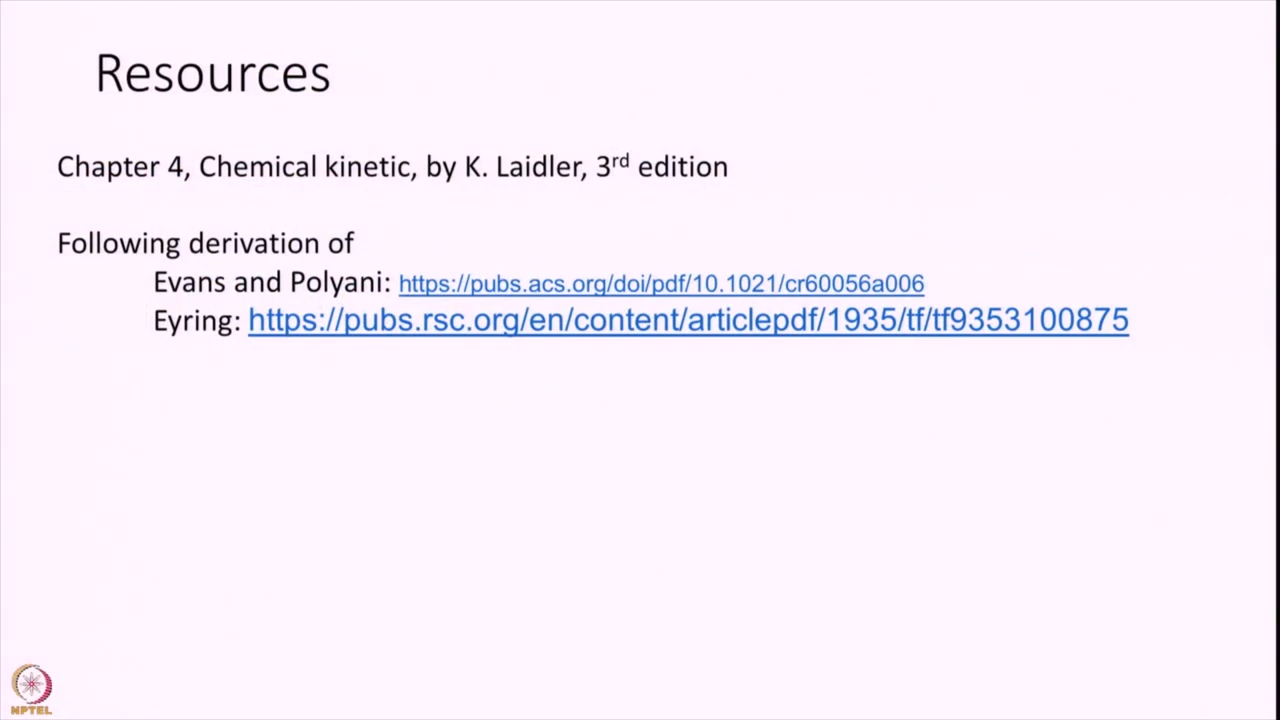 Resources
Chapter 4, Chemical kinetic, by K. Laidler, 3rd edition
Following derivation of
Evans and Polyani: https://pubs.acs.org/doi/pdf/10.1021/cr60056a006
Eyring: https://pubs.rsc.org/en/content/articlepdf/1935/tf/tf9353100875
NPTEL